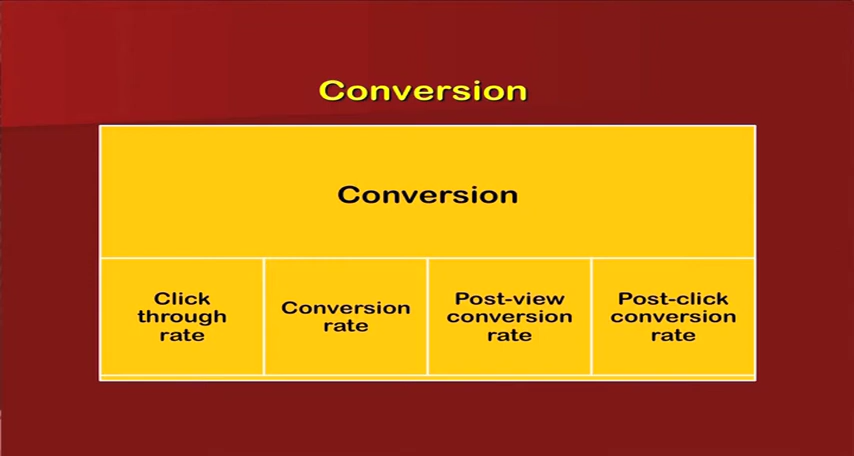 Conversion
Conversion
Click
through
rate
Conversion
rate
Post-view
conversion
rate
Post-click
conversion
rate